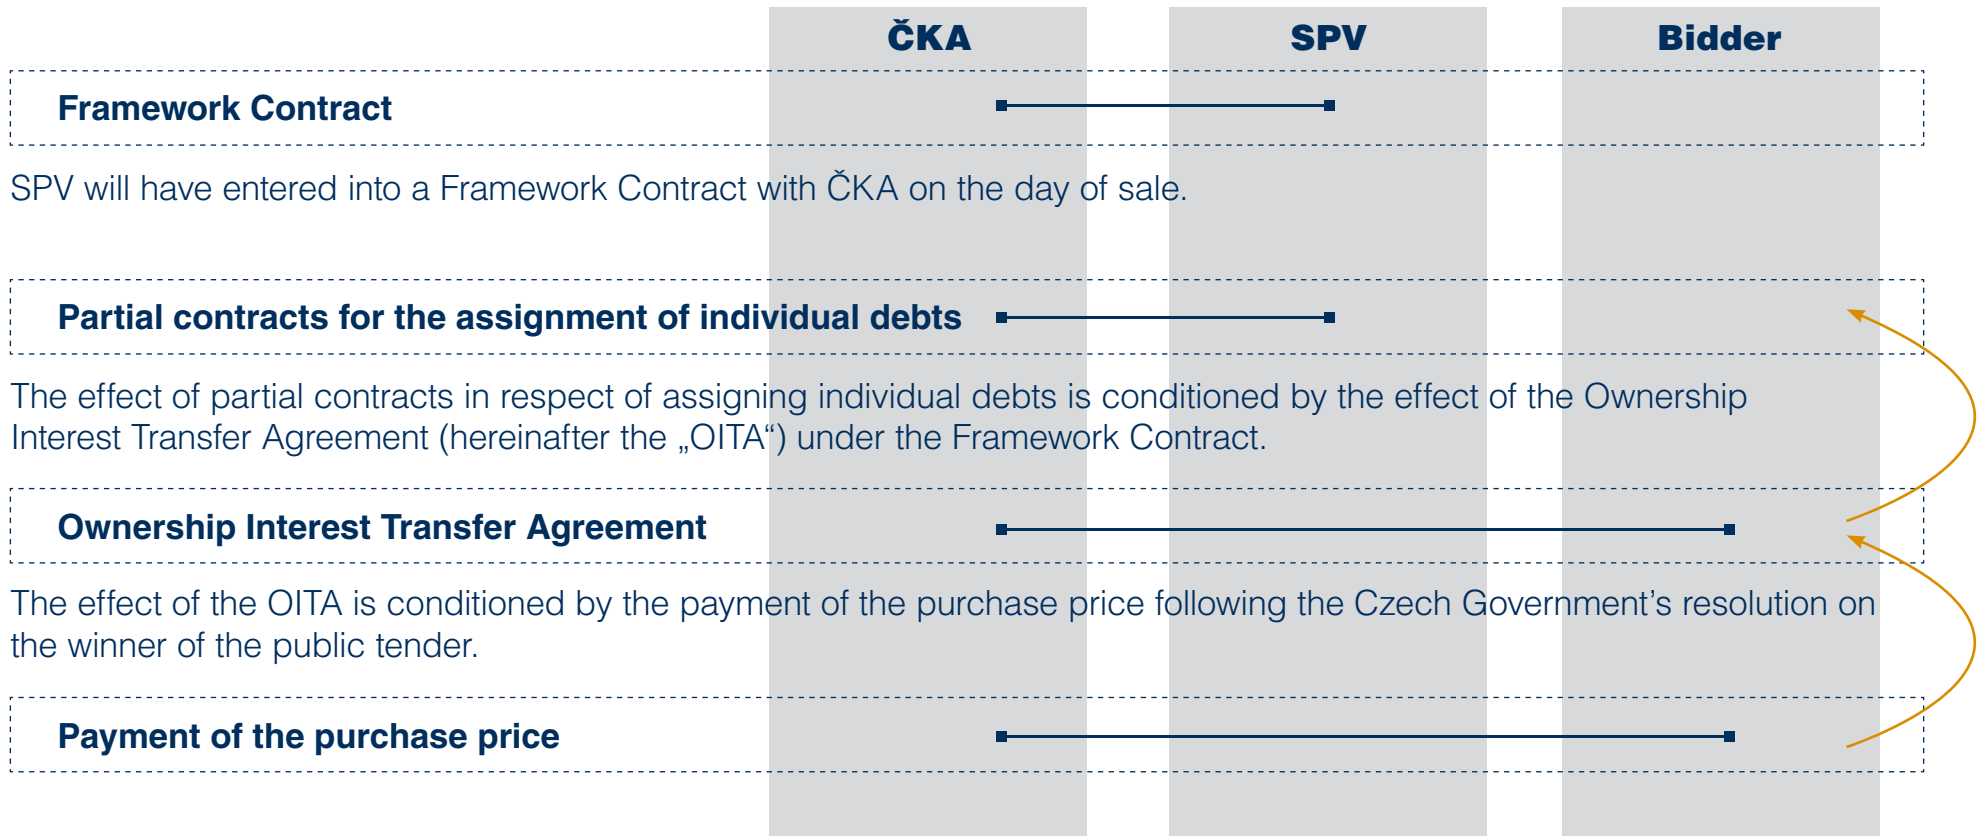 ČKA SPV Bidder
Framework Contract
SPV will have entered into a Framework Contract with ČKA on the day of sale.
Partial contracts for the assignment of individual debts
The effect of partial contracts in respect of assigning individual debts is conditioned by the effect of the Ownership
Interest Transfer Agreement (hereinafter the „OITA“) under the Framework Contract.
Ownership Interest Transfer Agreement
The effect of the OITA is conditioned by the payment of the purchase price following the Czech Government’s resolution on
the winner of the public tender.
Payment of the purchase price